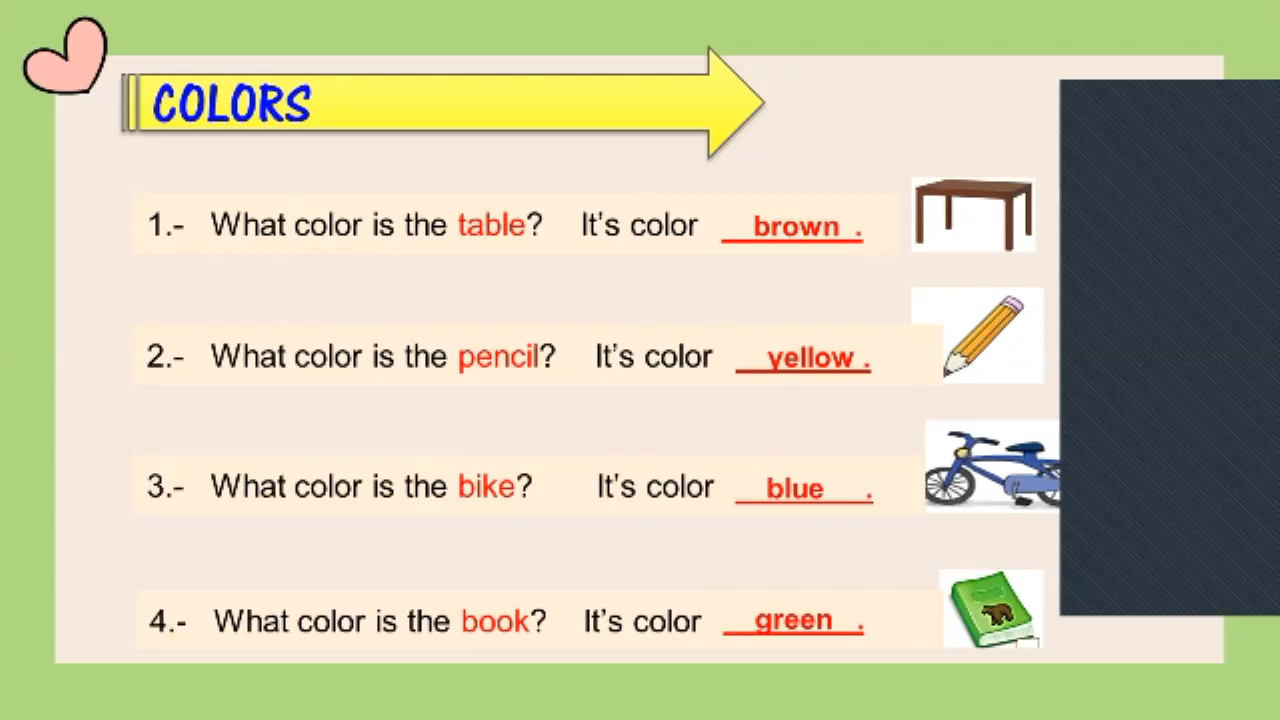 COLORS
1.- What color is the table? It's color brown .
2.- What color is the pencil? It's color yellow .
3.- What color is the bike? It's color blue .
4.- What color is the book? It's color green .